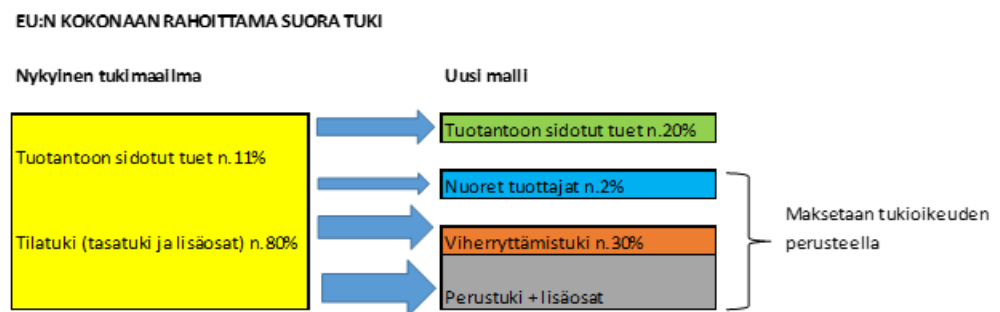 EU:N KOKONAAN RAHOITTAMA SUORA TUKI
Nykyinen tukimaailma
Uusi malli
Tuotantoon sidotut tuet n.20%
Tuotantoon sidotut tuet n.11%
Nuoret tuottajat n.2%
Maksetaan tukioikeuden
perusteella
Tilatuki (tasatuki ja lisäosat) n.80%
Viherryttämistuki n.30%
Perustuki + lisäosat